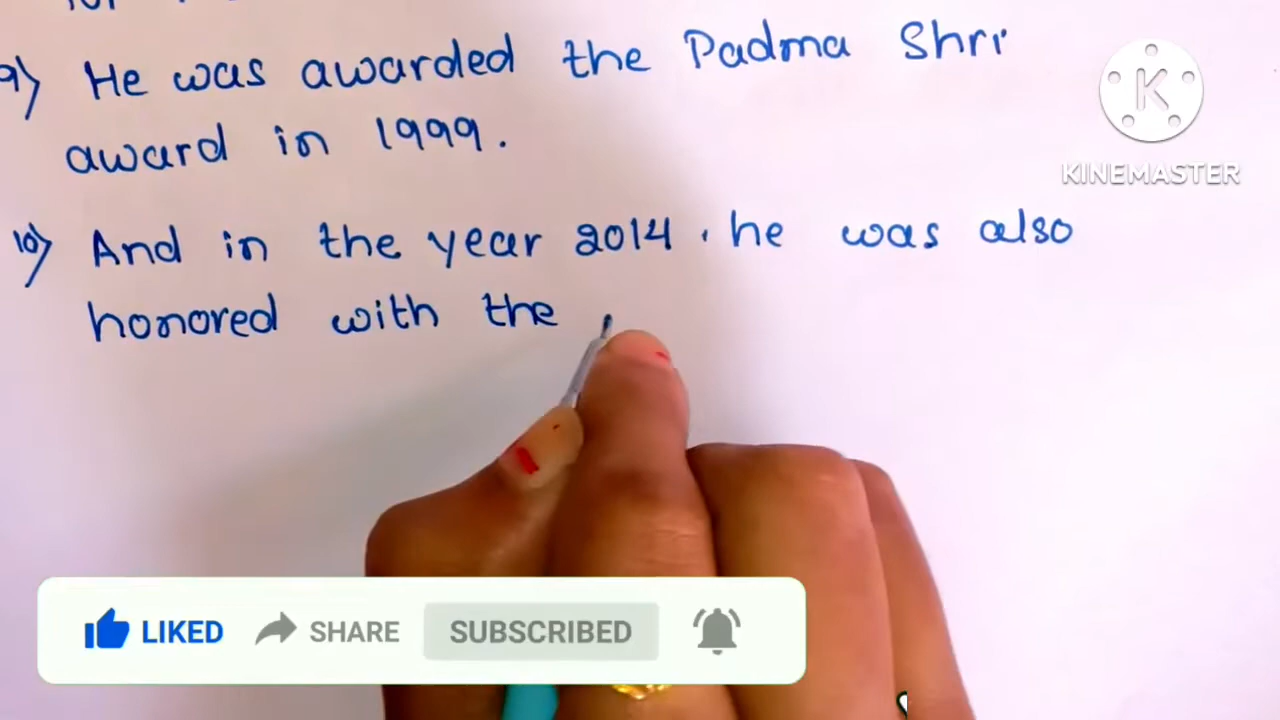 9) He was awarded the Padma Shri
award in 1999.
10) And in the year 2014, he was also
honored with the
KINEMASTER
LIKED SHARE SUBSCRIBED